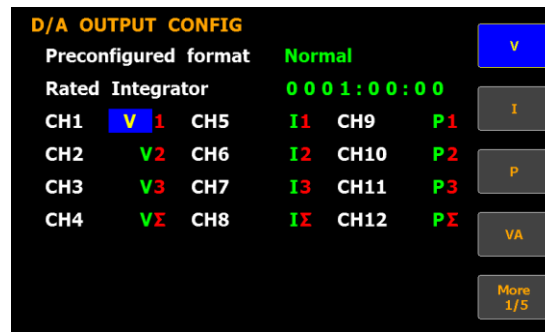 D/A OUTPUT CONFIG
Preconfigured format Normal
Rated Integrator 0001:00:00
CH1 V 1 CH5 I1 CH9 P1
CH2 V2 CH6 I2 CH10 P2
CH3 V3 CH7 I3 CH11 P3
CH4 VΣ CH8 IΣ CH12 PΣ
V
I
P
VA
More
1/5